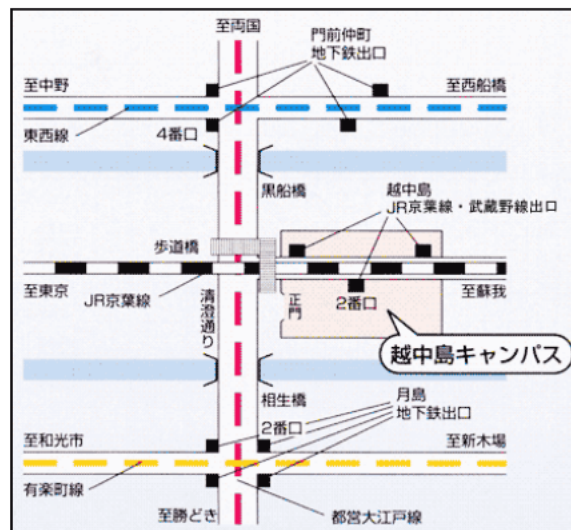 至両国
門前仲町
地下鉄出口
至中野
至西船橋
東西線
4番口
黒船橋
越中島
JR京葉線・武蔵野線出口
歩道橋
至東京
JR京葉線
清澄通り
正門
2番口
至蘇我
越中島キャンパス
相生橋
月島
地下鉄出口
2番口
至和光市
至新木場
有楽町線
至勝どき
都営大江戸線